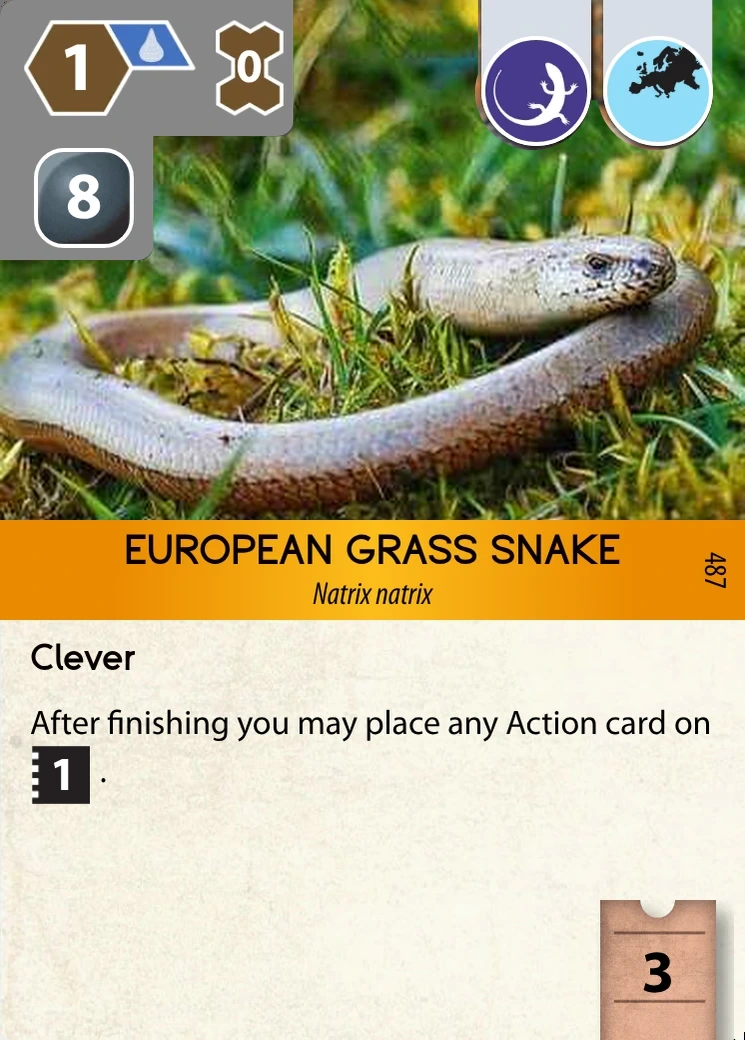 1
0
8
EUROPEAN GRASS SNAKE
Natrix natrix
487
Clever
After finishing you may place any Action card on
1 .
3